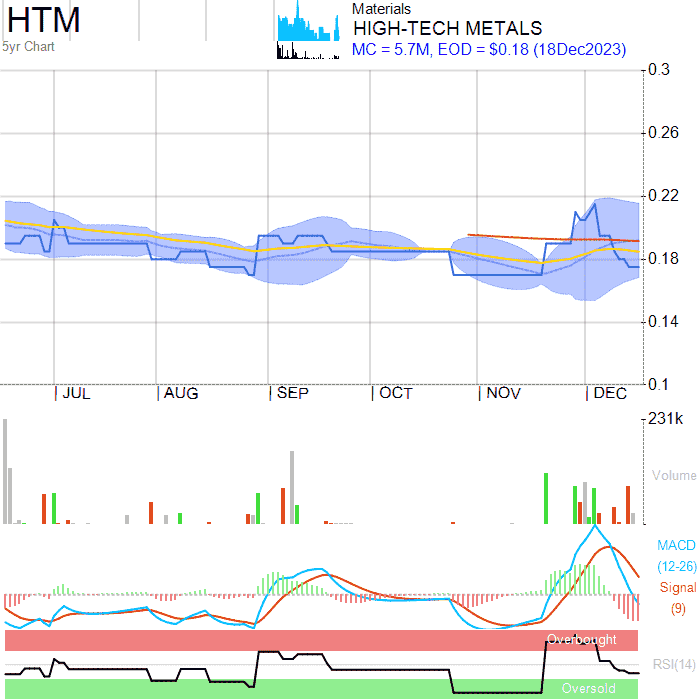 HTM
5yr Chart
Materials
HIGH-TECH METALS
MC = 5.7M, EOD = $0.18 (18Dec2023)
0.3
0.26
0.22
0.18
0.14
0.1
JUL AUG SEP OCT NOV DEC
231k
Volume
MACD
(12-26)
Signal
(9)
Overbought
RSI(14)
Oversold